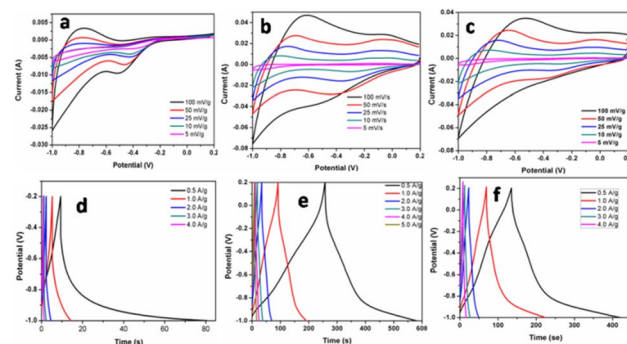 a
0.005
0.000
-0.005
-0.010
-0.015
-0.020
-0.025
-0.030
Current (A)
-1.0 -0.8 -0.6 -0.4 -0.2 0.0 0.2
Potential (V)
100 mV/g
50 mV/g
25 mV/g
10 mV/g
5 mV/g
b
0.04
0.02
0.00
-0.02
-0.04
-0.06
-0.08
Current (A)
-1.0 -0.8 -0.6 -0.4 -0.2 0.0 0.2
Potential (V)
100 mV/s
50 mV/s
25 mV/s
10 mV/s
5 mV/s
c
0.04
0.02
0.00
-0.02
-0.04
-0.06
-0.08
Current (A)
-1.0 -0.8 -0.6 -0.4 -0.2 0.0
Potential (V)
100 mV/g
50 mV/g
25 mV/g
10 mV/g
5 mV/g
d
-0.2
-0.4
-0.6
-0.8
-1.0
Potential (V)
0 20 40 60 80
Time (s)
0.5 A/g
1.0 A/g
2.0 A/g
3.0 A/g
4.0 A/g
e
0.2
0.0
-0.2
-0.4
-0.6
-0.8
-1.0
Potential (V)
0 100 200 300 400 500 600
Time (s)
0.5 A/g
1.0 A/g
2.0 A/g
3.0 A/g
4.0 A/g
5.0 A/g
f
0.2
0.0
-0.2
-0.4
-0.6
-0.8
-1.0
Potential (V)
0 100 200 300 400
Time (se)
0.5 A/g
1.0 A/g
2.0 A/g
3.0 A/g
4.0 A/g